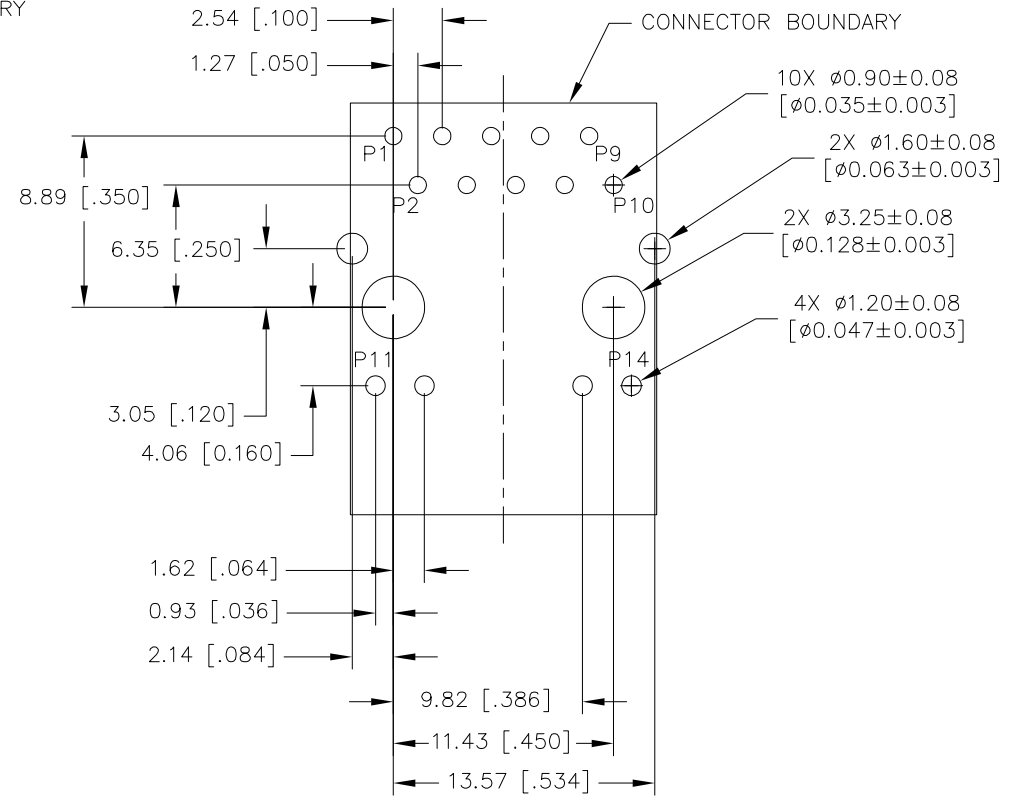 RY
2.54 [.100]
CONNECTOR BOUNDARY
1.27 [.050]
10X ø0.90±0.08
[ø0.035±0.003]
P1
P9
2X ø1.60±0.08
[ø0.063±0.003]
8.89 [.350]
P2
P10
6.35 [.250]
2X ø3.25±0.08
[ø0.128±0.003]
4X ø1.20±0.08
[ø0.047±0.003]
P11
P14
3.05 [.120]
4.06 [0.160]
1.62 [.064]
0.93 [.036]
2.14 [.084]
9.82 [.386]
11.43 [.450]
13.57 [.534]